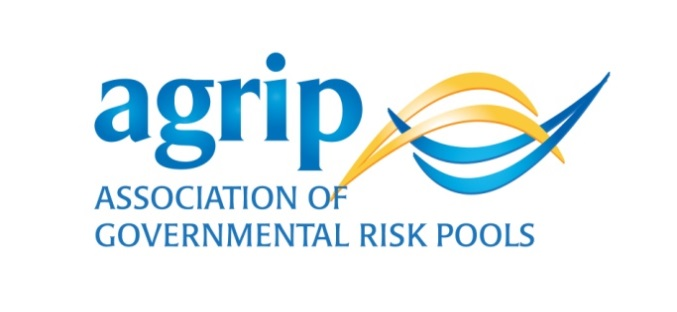 agrip
ASSOCIATION OF
GOVERNMENTAL RISK POOLS